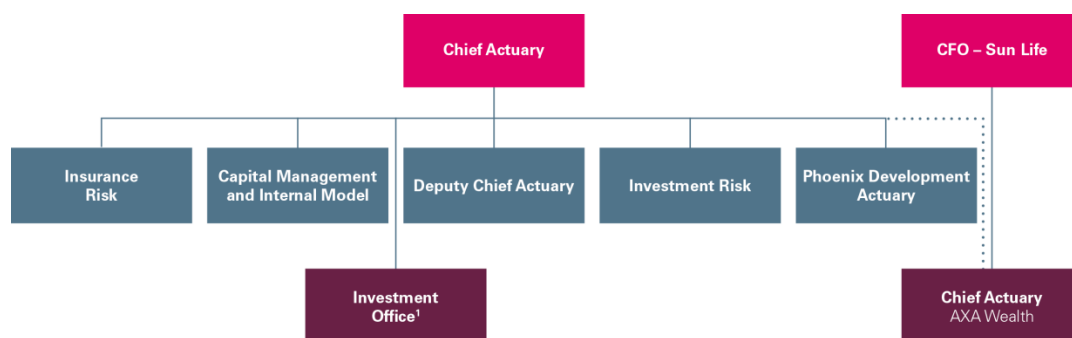 Chief Actuary
CFO – Sun Life
Insurance
Risk
Capital Management
and Internal Model
Deputy Chief Actuary
Investment Risk
Phoenix Development
Actuary
Investment
Office¹
Chief Actuary
AXA Wealth